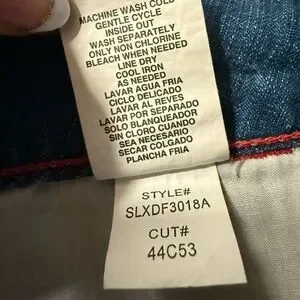 MACHINE WASH COLD
GENTLE CYCLE
INSIDE OUT
WASH SEPARATELY
ONLY NON CHLORINE
BLEACH WHEN NEEDED
LINE DRY
COOL IRON
AS NEEDED
LAVAR AGUA FRIA
CICLO DELICADO
LAVAR AL REVES
LAVAR POR SEPARADO
SOLO BLANQUEADOR
SIN CLORO CUANDO
SEA NECESARIO
SECAR COLGADO
PLANCHA FRIA
STYLE#
SLXDF3018A
CUT#
44C53